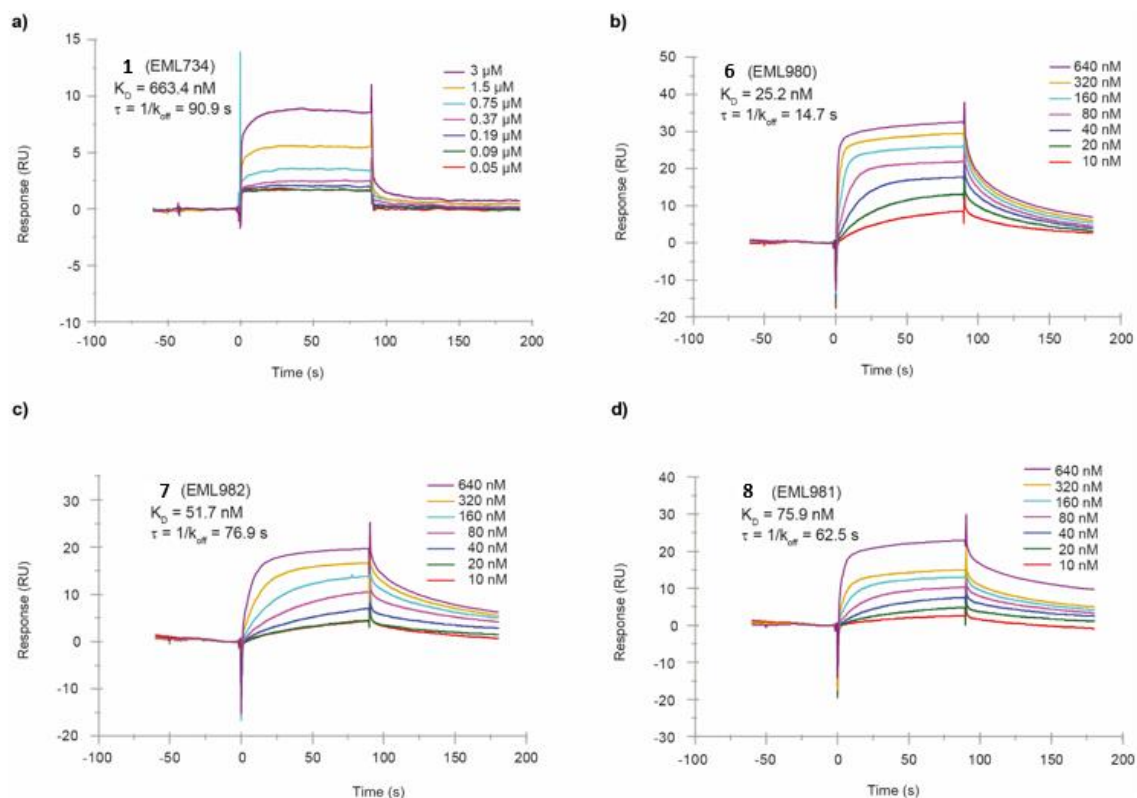 a)
1 (EML734)
K_D = 663.4 nM
τ = 1/k_off = 90.9 s
3 µM
1.5 µM
0.75 µM
0.37 µM
0.19 µM
0.09 µM
0.05 µM
Response (RU)
15
10
5
0
-5
-10
-100 -50 0 50 100 150 200
Time (s)
b)
6 (EML980)
K_D = 25.2 nM
τ = 1/k_off = 14.7 s
640 nM
320 nM
160 nM
80 nM
40 nM
20 nM
10 nM
Response (RU)
50
40
30
20
10
0
-10
-20
-30
-100 -50 0 50 100 150 200
Time (s)
c)
7 (EML982)
K_D = 51.7 nM
τ = 1/k_off = 76.9 s
640 nM
320 nM
160 nM
80 nM
40 nM
20 nM
10 nM
Response (RU)
30
20
10
0
-10
-20
-100 -50 0 50 100 150 200
Time (s)
d)
8 (EML981)
K_D = 75.9 nM
τ = 1/k_off = 62.5 s
640 nM
320 nM
160 nM
80 nM
40 nM
20 nM
10 nM
Response (RU)
40
30
20
10
0
-10
-20
-30
-100 -50 0 50 100 150 200
Time (s)